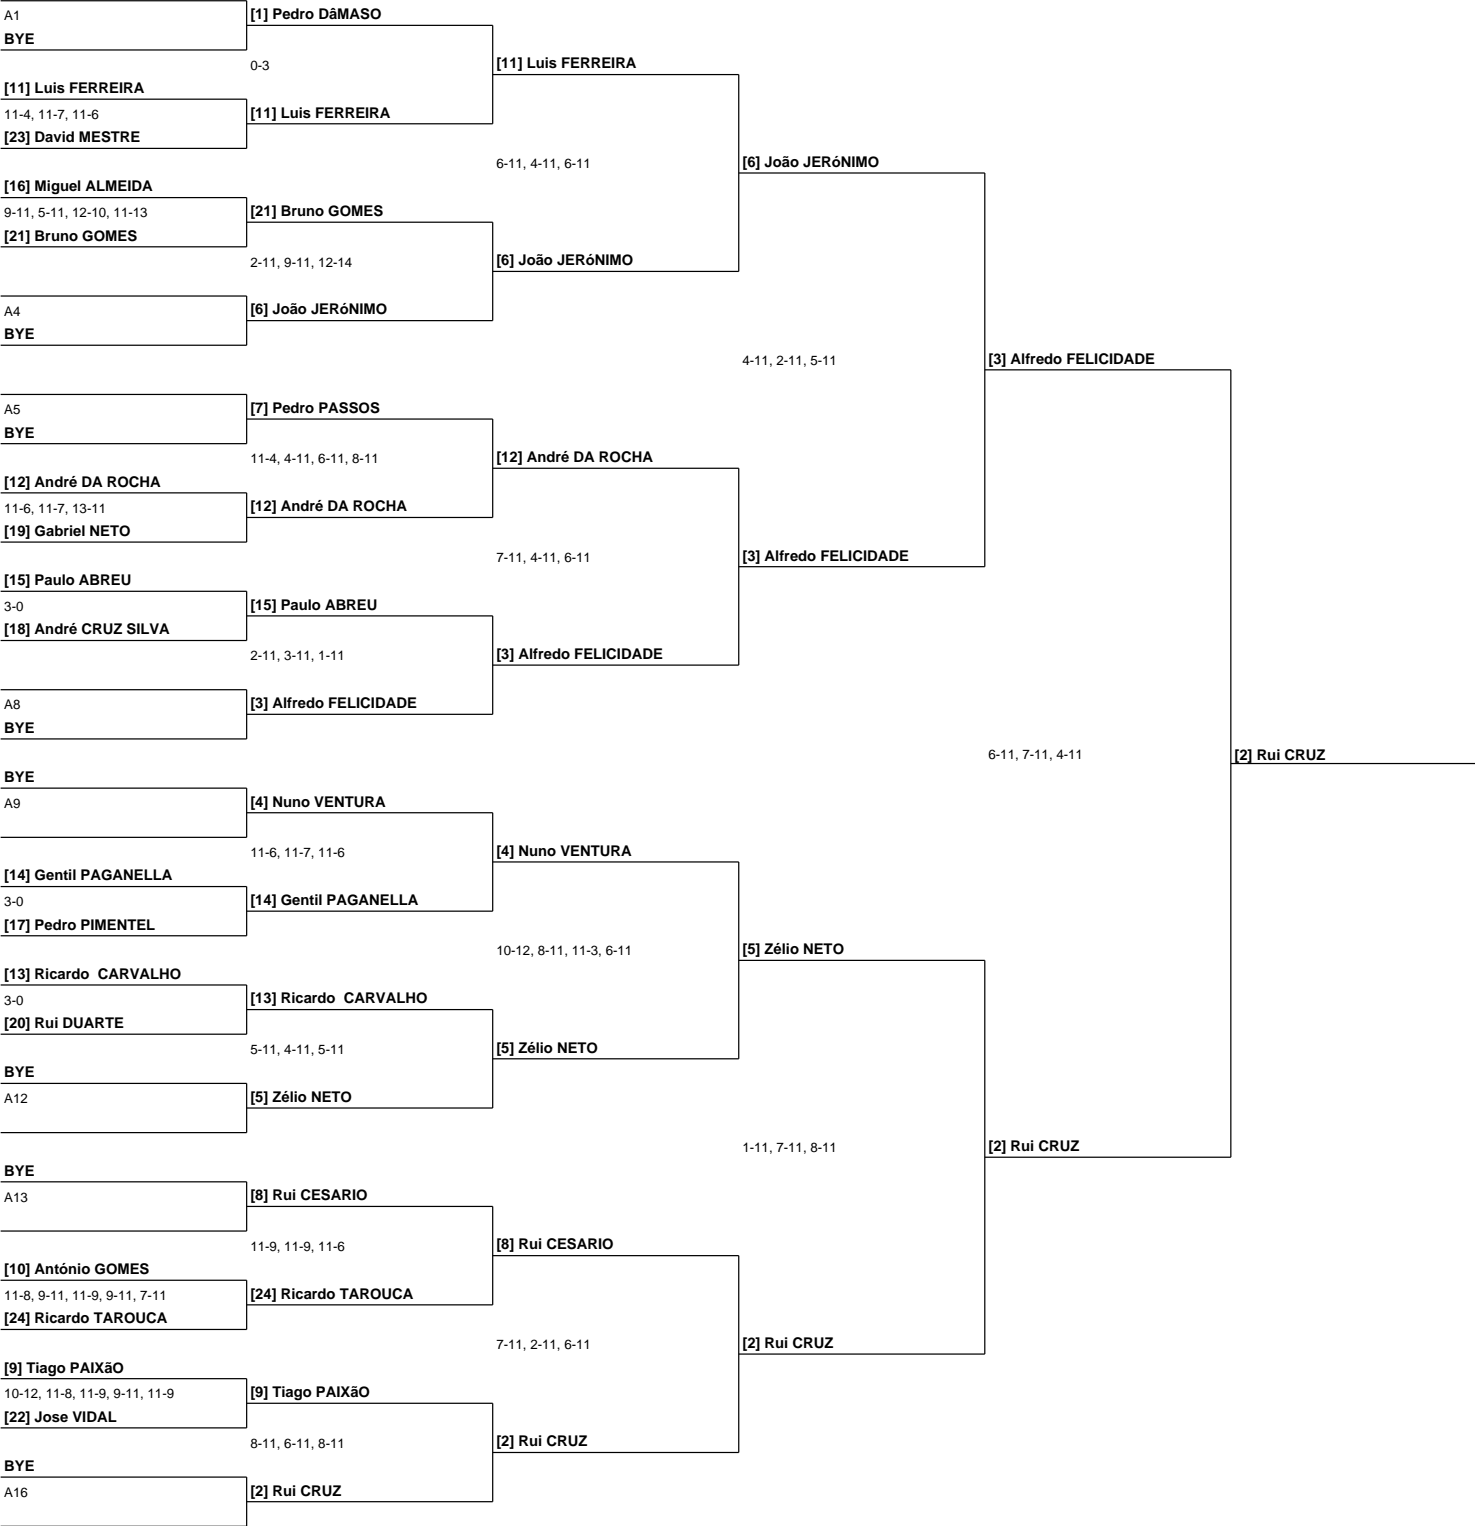 A1
BYE
[1] Pedro DâMASO
0-3
[11] Luis FERREIRA
[11] Luis FERREIRA
11-4, 11-7, 11-6
[23] David MESTRE
[11] Luis FERREIRA
6-11, 4-11, 6-11
[6] João JERóNIMO
[16] Miguel ALMEIDA
9-11, 5-11, 12-10, 11-13
[21] Bruno GOMES
[21] Bruno GOMES
2-11, 9-11, 12-14
[6] João JERóNIMO
A4
BYE
[6] João JERóNIMO
4-11, 2-11, 5-11
[3] Alfredo FELICIDADE
A5
BYE
[7] Pedro PASSOS
11-4, 4-11, 6-11, 8-11
[12] André DA ROCHA
[12] André DA ROCHA
11-6, 11-7, 13-11
[19] Gabriel NETO
[12] André DA ROCHA
7-11, 4-11, 6-11
[3] Alfredo FELICIDADE
[15] Paulo ABREU
3-0
[18] André CRUZ SILVA
[15] Paulo ABREU
2-11, 3-11, 1-11
[3] Alfredo FELICIDADE
A8
BYE
[3] Alfredo FELICIDADE
6-11, 7-11, 4-11
[2] Rui CRUZ
BYE
A9
[4] Nuno VENTURA
11-6, 11-7, 11-6
[4] Nuno VENTURA
[14] Gentil PAGANELLA
3-0
[17] Pedro PIMENTEL
[14] Gentil PAGANELLA
10-12, 8-11, 11-3, 6-11
[5] Zélio NETO
[13] Ricardo  CARVALHO
3-0
[20] Rui DUARTE
[13] Ricardo  CARVALHO
5-11, 4-11, 5-11
[5] Zélio NETO
BYE
A12
[5] Zélio NETO
1-11, 7-11, 8-11
[2] Rui CRUZ
BYE
A13
[8] Rui CESARIO
11-9, 11-9, 11-6
[8] Rui CESARIO
[10] António GOMES
11-8, 9-11, 11-9, 9-11, 7-11
[24] Ricardo TAROUCA
[24] Ricardo TAROUCA
7-11, 2-11, 6-11
[2] Rui CRUZ
[9] Tiago PAIXãO
10-12, 11-8, 11-9, 9-11, 11-9
[22] Jose VIDAL
[9] Tiago PAIXãO
8-11, 6-11, 8-11
[2] Rui CRUZ
BYE
A16
[2] Rui CRUZ